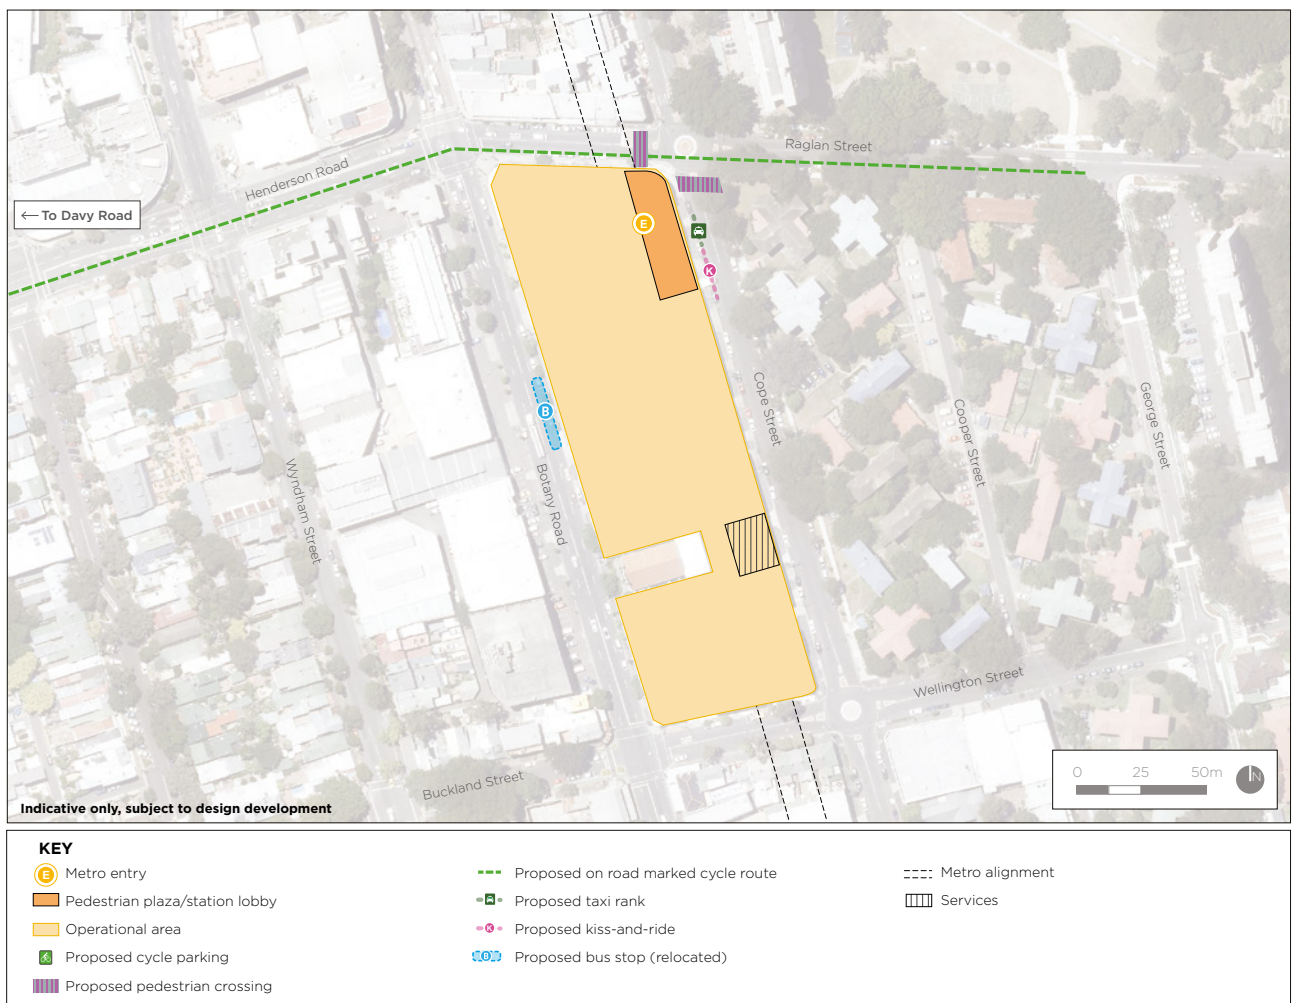 Raglan Street
Henderson Road
← To Davy Road
E
K
Cope Street
George Street
Cooper Street
B
Botany Road
Wyndham Street
Wellington Street
Buckland Street
0 25 50m
N
Indicative only, subject to design development
KEY
E Metro entry
Pedestrian plaza/station lobby
Operational area
Proposed cycle parking
Proposed pedestrian crossing
Proposed on road marked cycle route
Proposed taxi rank
K Proposed kiss-and-ride
B Proposed bus stop (relocated)
Metro alignment
Services